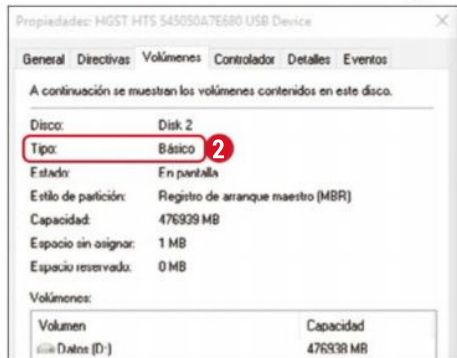 Propiedades: HGST HTS 545050A7E680 USB Device
General Directivas Volúmenes Controlador Detalles Eventos
A continuación se muestran los volúmenes contenidos en este disco.
Disco: Disk 2
Tipo: Básico 2
Estado: En pantalla
Estilo de partición: Registro de arranque maestro (MBR)
Capacidad: 476939 MB
Espacio sin asignar: 1 MB
Espacio reservado: 0 MB
Volúmenes:
Volumen Capacidad
Datos (D:) 476938 MB